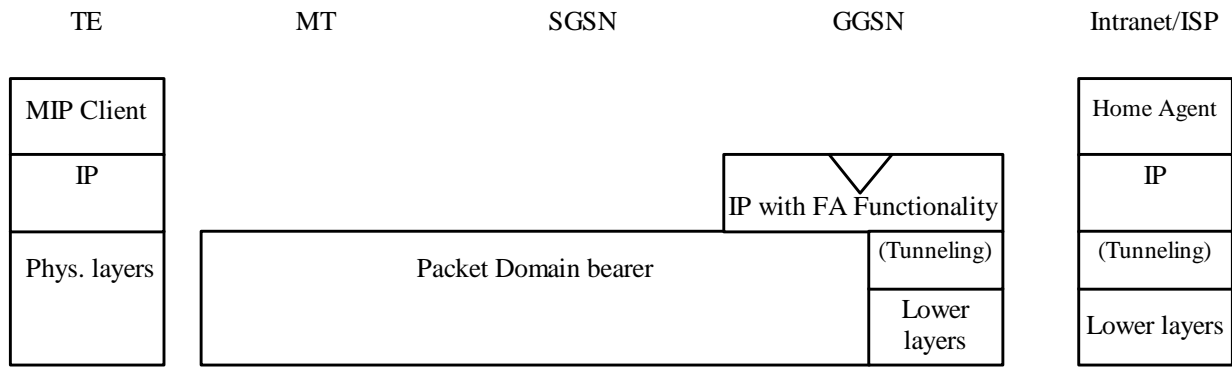 TE MT SGSN GGSN Intranet/ISP
MIP Client
Home Agent
IP
IP
IP with FA Functionality
Phys. layers
Packet Domain bearer
(Tunneling)
(Tunneling)
Lower
layers
Lower layers